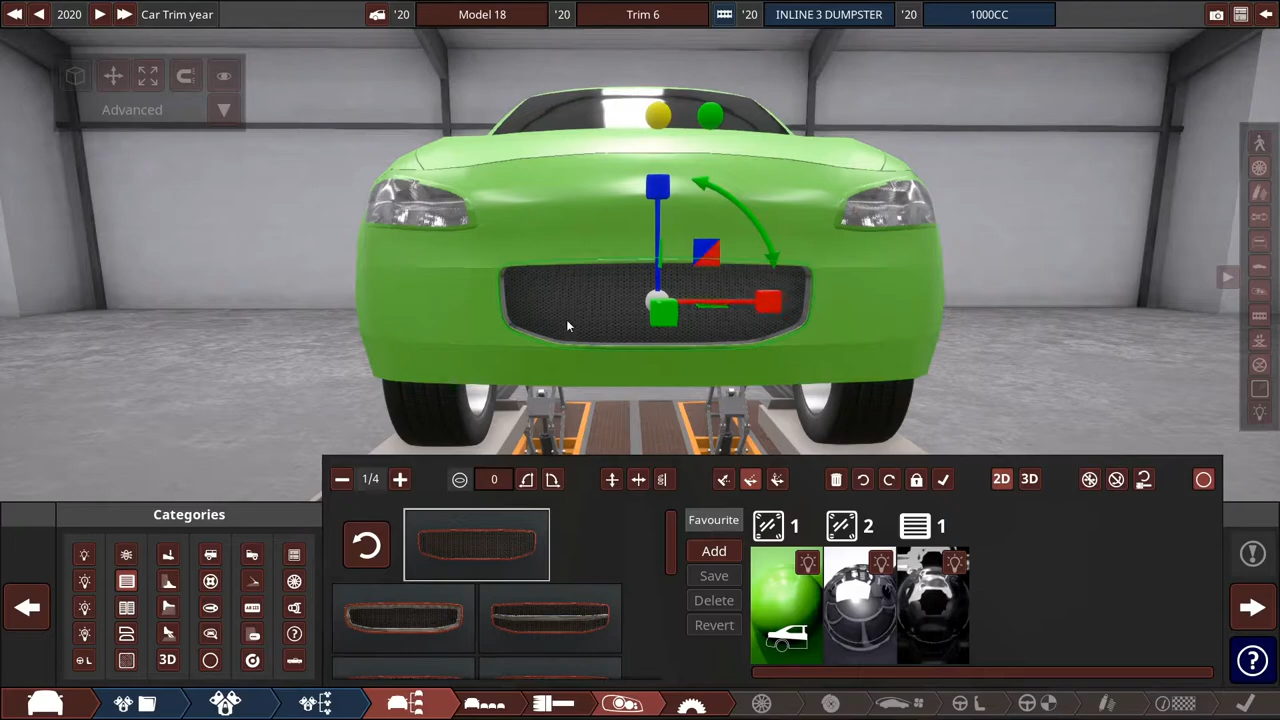 2020 Car Trim year '20 Model 18 '20 Trim 6 '20 INLINE 3 DUMPSTER '20 1000CC
Advanced
1/4 0 2D 3D
Categories
Favourite
Add
Save
Delete
Revert
1 2 1
3D
L